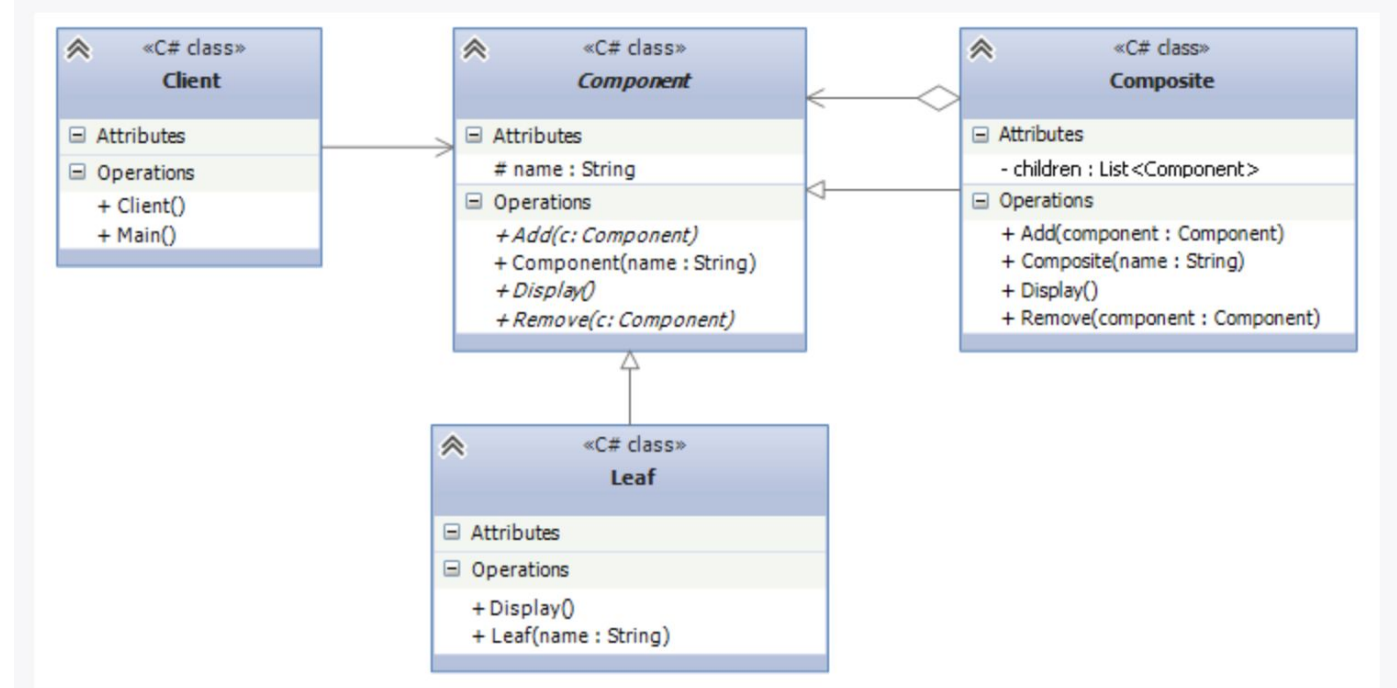 «C# class»
Client
Attributes
Operations
+ Client()
+ Main()
«C# class»
Component
Attributes
# name : String
Operations
+ Add(c: Component)
+ Component(name : String)
+ Display()
+ Remove(c: Component)
«C# class»
Composite
Attributes
- children : List<Component>
Operations
+ Add(component : Component)
+ Composite(name : String)
+ Display()
+ Remove(component : Component)
«C# class»
Leaf
Attributes
Operations
+ Display()
+ Leaf(name : String)